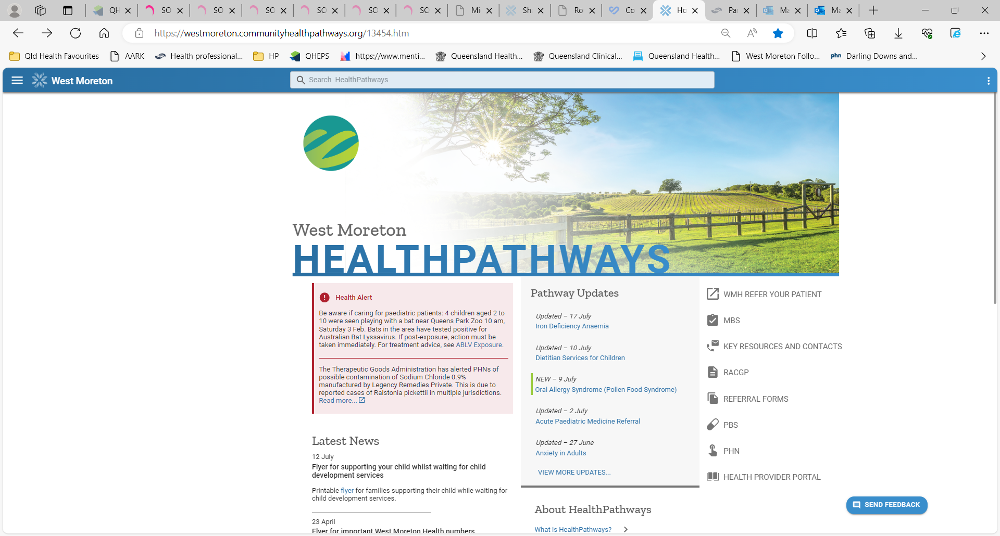 QH
SO
SO
SO
SO
SO
SO
Mi
Sh
Ro
Co
Ho
Pa
Ma
Ma
https://westmoreton.communityhealthpathways.org/13454.htm
Qld Health Favourites
AARK
Health professional...
HP
QHEPS
https://www.menti...
Queensland Health...
Queensland Clinical...
Queensland Health...
West Moreton Follo...
phn
Darling Downs and...
West Moreton
Search HealthPathways
West Moreton
HEALTHPATHWAYS
Health Alert
Be aware if caring for paediatric patients: 4 children aged 2 to
10 were seen playing with a bat near Queens Park Zoo 10 am,
Saturday 3 Feb. Bats in the area have tested positive for
Australian Bat Lyssavirus. If post-exposure, action must be
taken immediately. For treatment advice, see ABLV Exposure.
The Therapeutic Goods Administration has alerted PHNs of
possible contamination of Sodium Chloride 0.9%
manufactured by Legency Remedies Private. This is due to
reported cases of Ralstonia pickettii in multiple jurisdictions.
Read more...
Latest News
12 July
Flyer for supporting your child whilst waiting for child
development services
Printable flyer for families supporting their child while waiting for
child development services.
23 April
Flyer for important West Moreton Health numbers
Pathway Updates
Updated – 17 July
Iron Deficiency Anaemia
Updated – 10 July
Dietitian Services for Children
NEW – 9 July
Oral Allergy Syndrome (Pollen Food Syndrome)
Updated – 2 July
Acute Paediatric Medicine Referral
Updated – 27 June
Anxiety in Adults
VIEW MORE UPDATES...
About HealthPathways
What is HealthPathways?
WMH REFER YOUR PATIENT
MBS
KEY RESOURCES AND CONTACTS
RACGP
REFERRAL FORMS
PBS
PHN
HEALTH PROVIDER PORTAL
SEND FEEDBACK